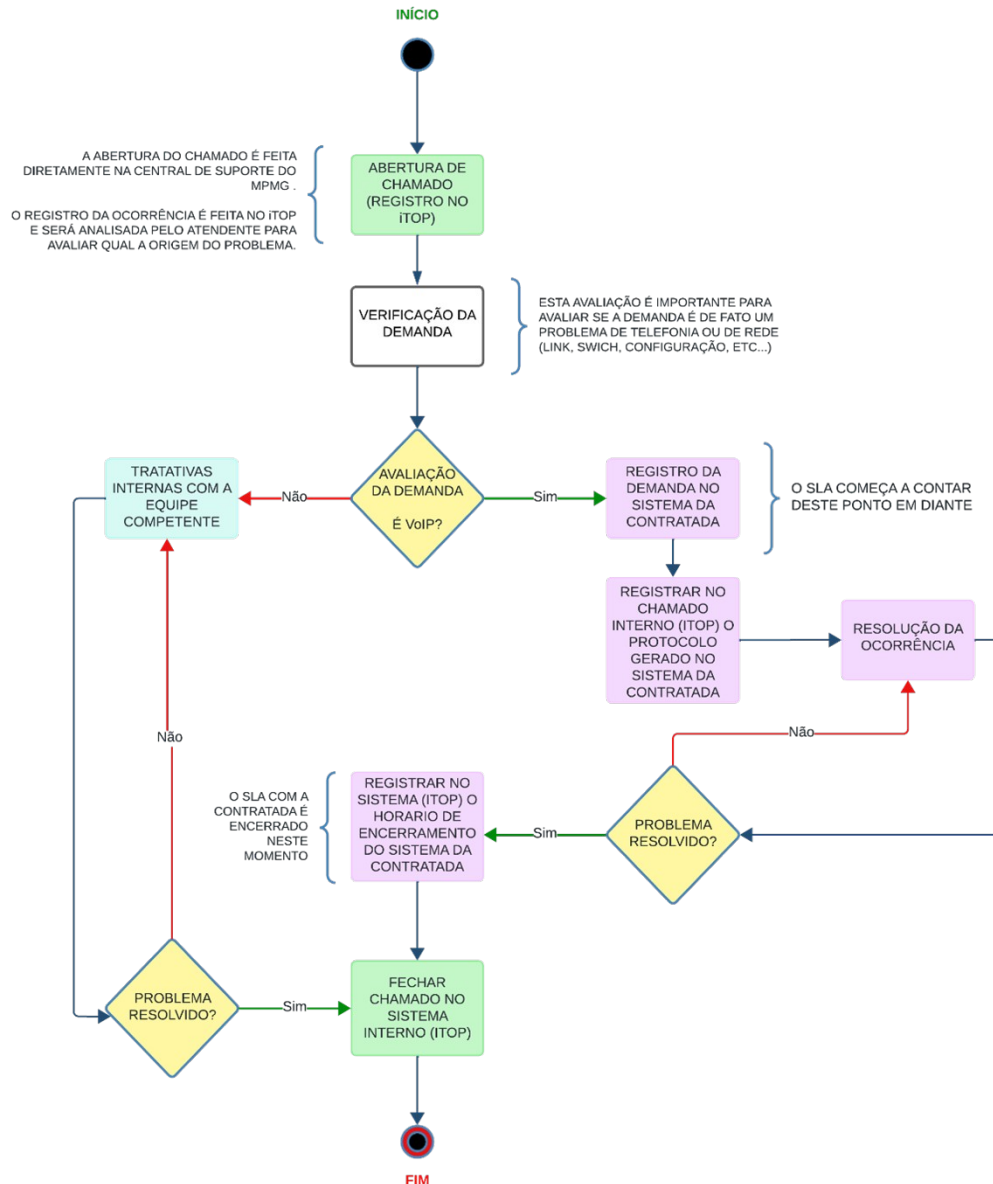 INÍCIO
A ABERTURA DO CHAMADO É FEITA
DIRETAMENTE NA CENTRAL DE SUPORTE DO
MPMG .
O REGISTRO DA OCORRÊNCIA É FEITA NO iTOP
E SERÁ ANALISADA PELO ATENDENTE PARA
AVALIAR QUAL A ORIGEM DO PROBLEMA.
ABERTURA DE
CHAMADO
(REGISTRO NO
iTOP)
VERIFICAÇÃO DA
DEMANDA
ESTA AVALIAÇÃO É IMPORTANTE PARA
AVALIAR SE A DEMANDA É DE FATO UM
PROBLEMA DE TELEFONIA OU DE REDE
(LINK, SWICH, CONFIGURAÇÃO, ETC...)
TRATATIVAS
INTERNAS COM A
EQUIPE
COMPETENTE
Não
AVALIAÇÃO
DA DEMANDA
É VoIP?
Sim
REGISTRO DA
DEMANDA NO
SISTEMA DA
CONTRATADA
O SLA COMEÇA A CONTAR
DESTE PONTO EM DIANTE
REGISTRAR NO
CHAMADO
INTERNO (ITOP) O
PROTOCOLO
GERADO NO
SISTEMA DA
CONTRATADA
RESOLUÇÃO DA
OCORRÊNCIA
Não
Não
O SLA COM A
CONTRATADA É
ENCERRADO
NESTE
MOMENTO
REGISTRAR NO
SISTEMA (ITOP) O
HORARIO DE
ENCERRAMENTO
DO SISTEMA DA
CONTRATADA
Sim
PROBLEMA
RESOLVIDO?
PROBLEMA
RESOLVIDO?
Sim
FECHAR
CHAMADO NO
SISTEMA
INTERNO (ITOP)
FIM